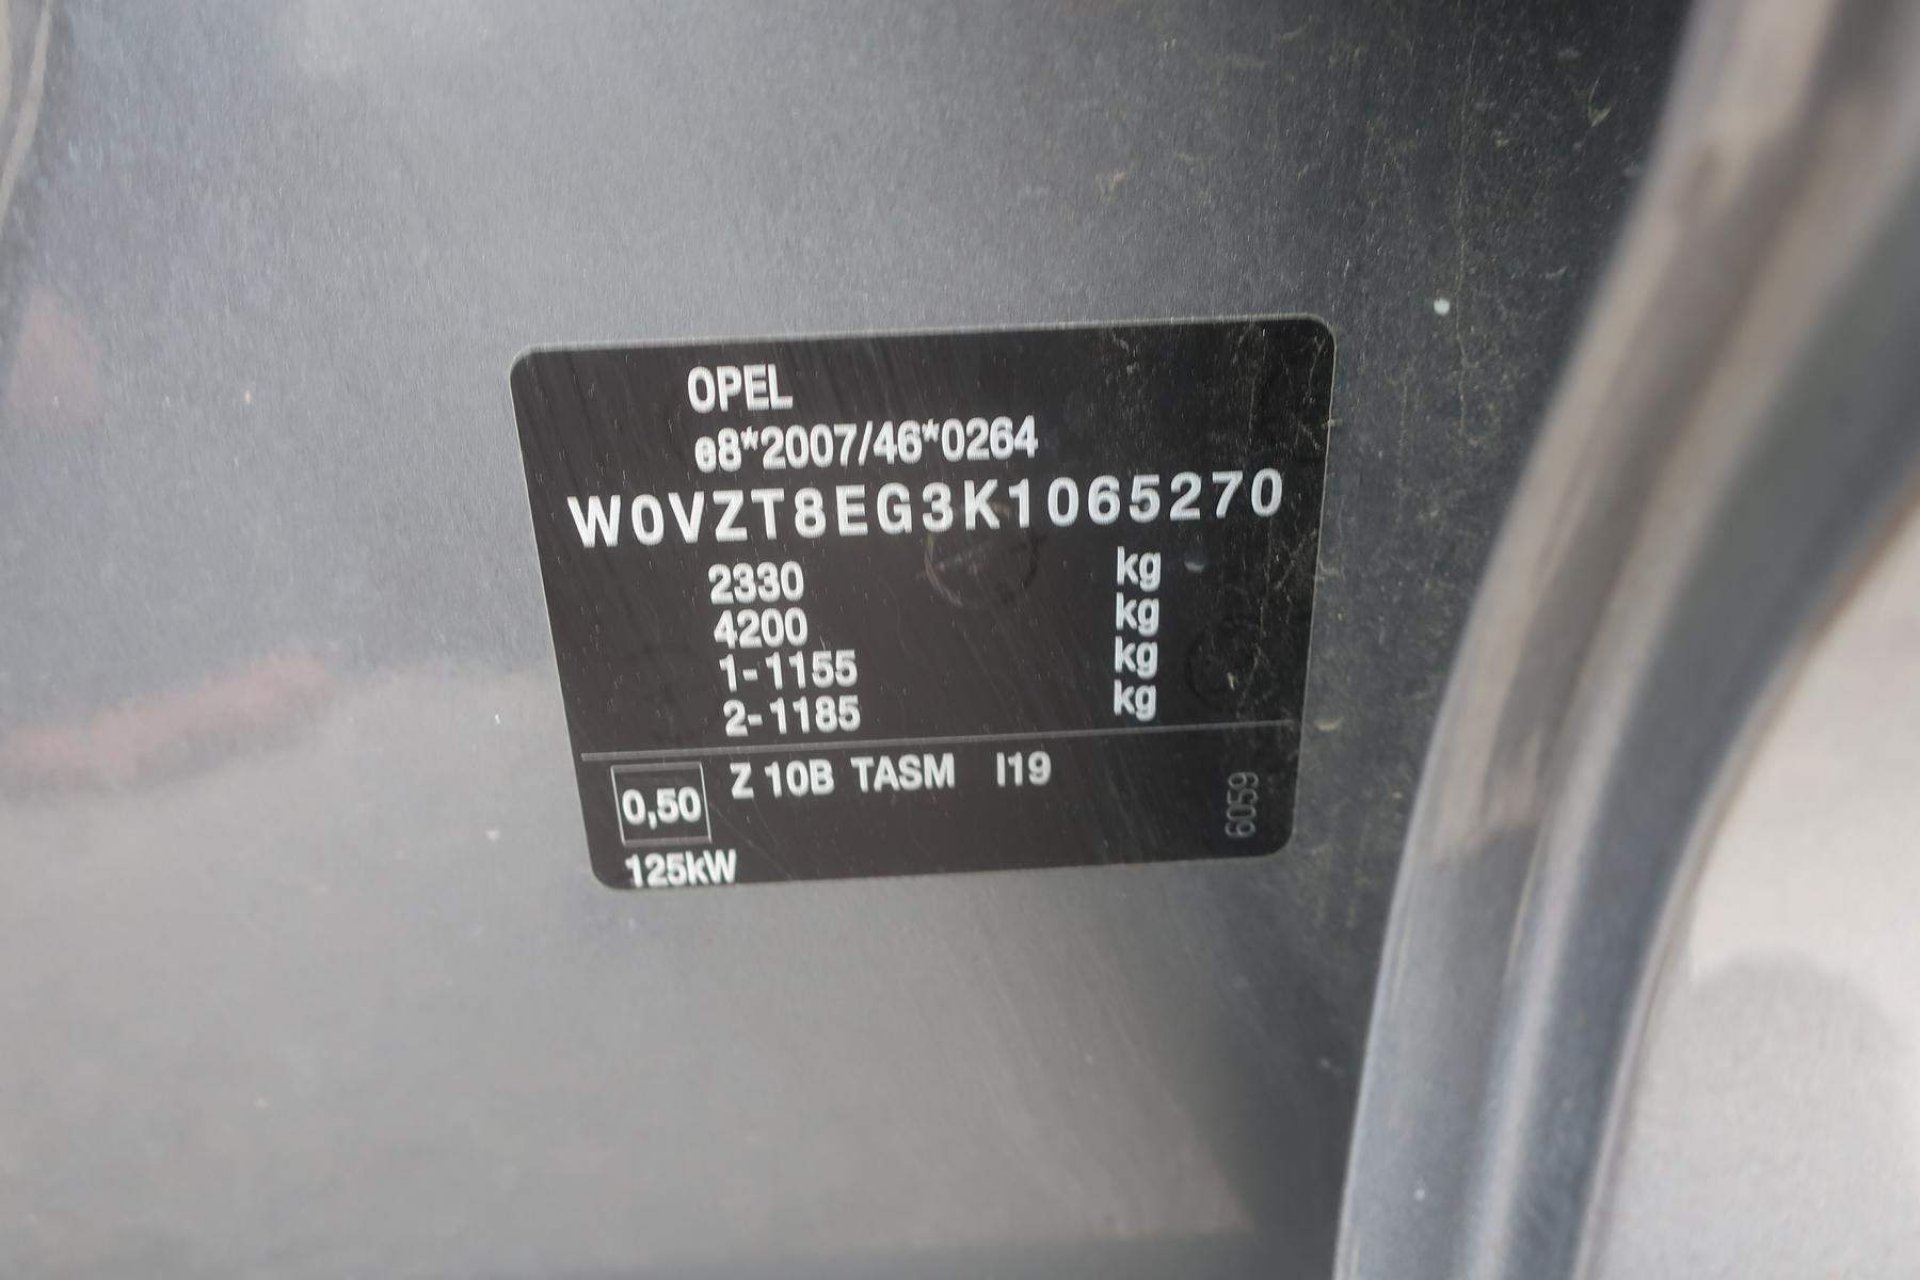 OPEL
e8*2007/46*0264
W0VZT8EG3K1065270
2330 kg
4200 kg
1-1155 kg
2-1185 kg
0,50 Z 10B TASM I19
125kW
6059